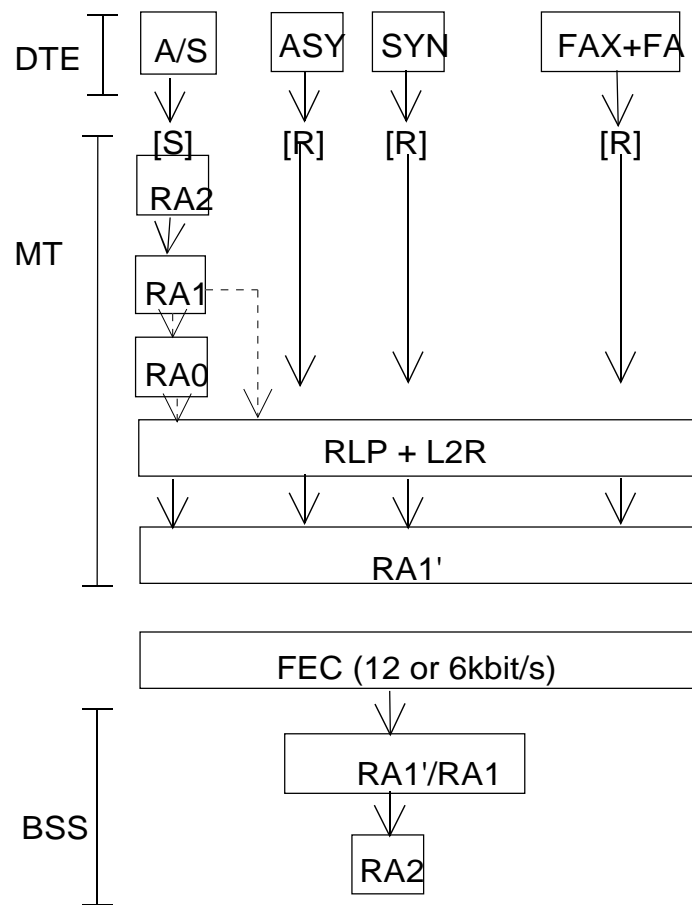 DTE A/S ASY SYN FAX+FA
[S] [R] [R] [R]
RA2
MT
RA1
RA0
RLP + L2R
RA1'
FEC (12 or 6kbit/s)
RA1'/RA1
BSS
RA2